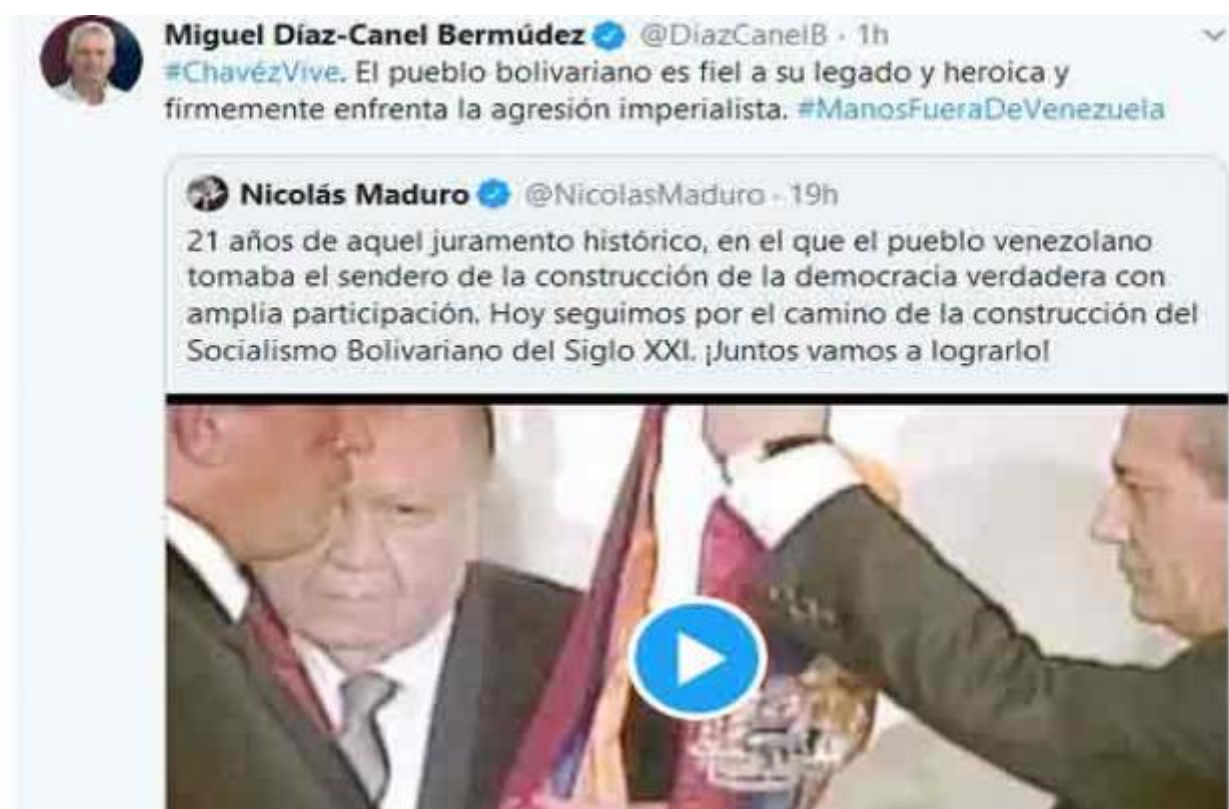 Miguel Díaz-Canel Bermúdez @DiazCanelB · 1h
#ChavézVive. El pueblo bolivariano es fiel a su legado y heroica y
firmemente enfrenta la agresión imperialista. #ManosFueraDeVenezuela
Nicolás Maduro @NicolasMaduro · 19h
21 años de aquel juramento histórico, en el que el pueblo venezolano
tomaba el sendero de la construcción de la democracia verdadera con
amplia participación. Hoy seguimos por el camino de la construcción del
Socialismo Bolivariano del Siglo XXI. ¡Juntos vamos a lograrlo!